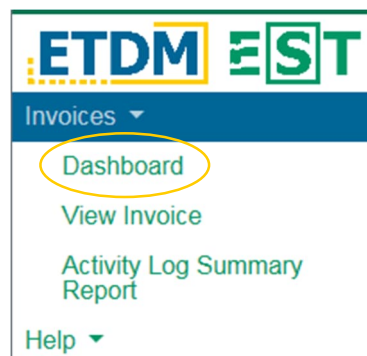 ETDM EST
Invoices
Dashboard
View Invoice
Activity Log Summary
Report
Help